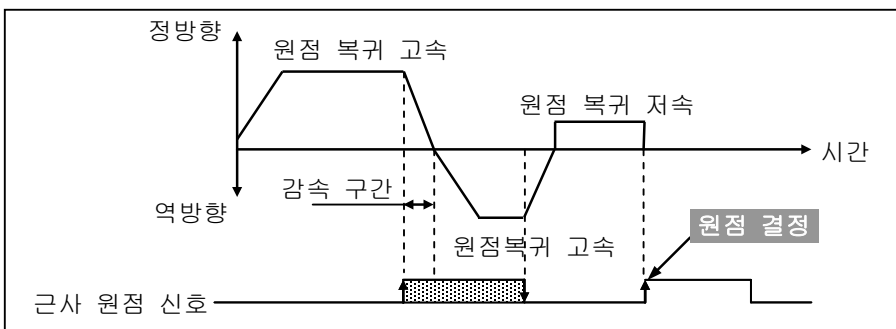 정방향
원점 복귀 고속
원점 복귀 저속
시간
감속 구간
역방향
원점 결정
원점복귀 고속
근사 원점 신호